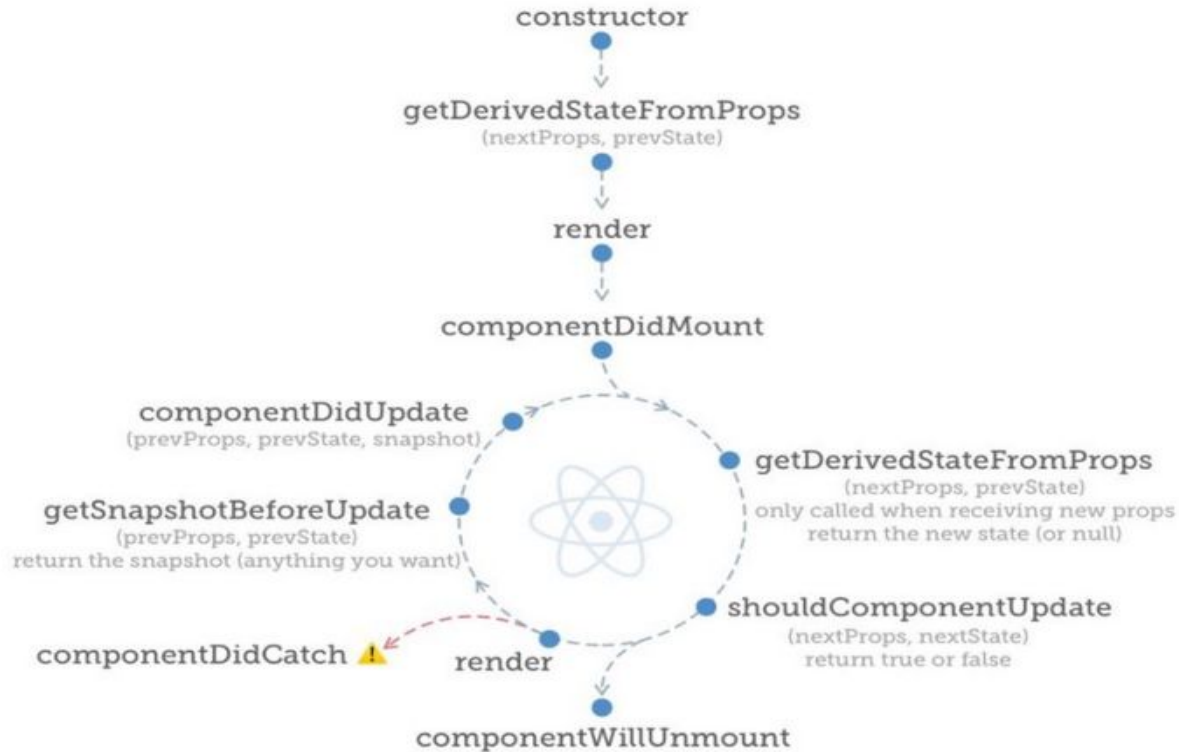 constructor
getDerivedStateFromProps
(nextProps, prevState)
render
componentDidMount
componentDidUpdate
(prevProps, prevState, snapshot)
getDerivedStateFromProps
(nextProps, prevState)
only called when receiving new props
return the new state (or null)
getSnapshotBeforeUpdate
(prevProps, prevState)
return the snapshot (anything you want)
shouldComponentUpdate
(nextProps, nextState)
return true or false
componentDidCatch
render
componentWillUnmount